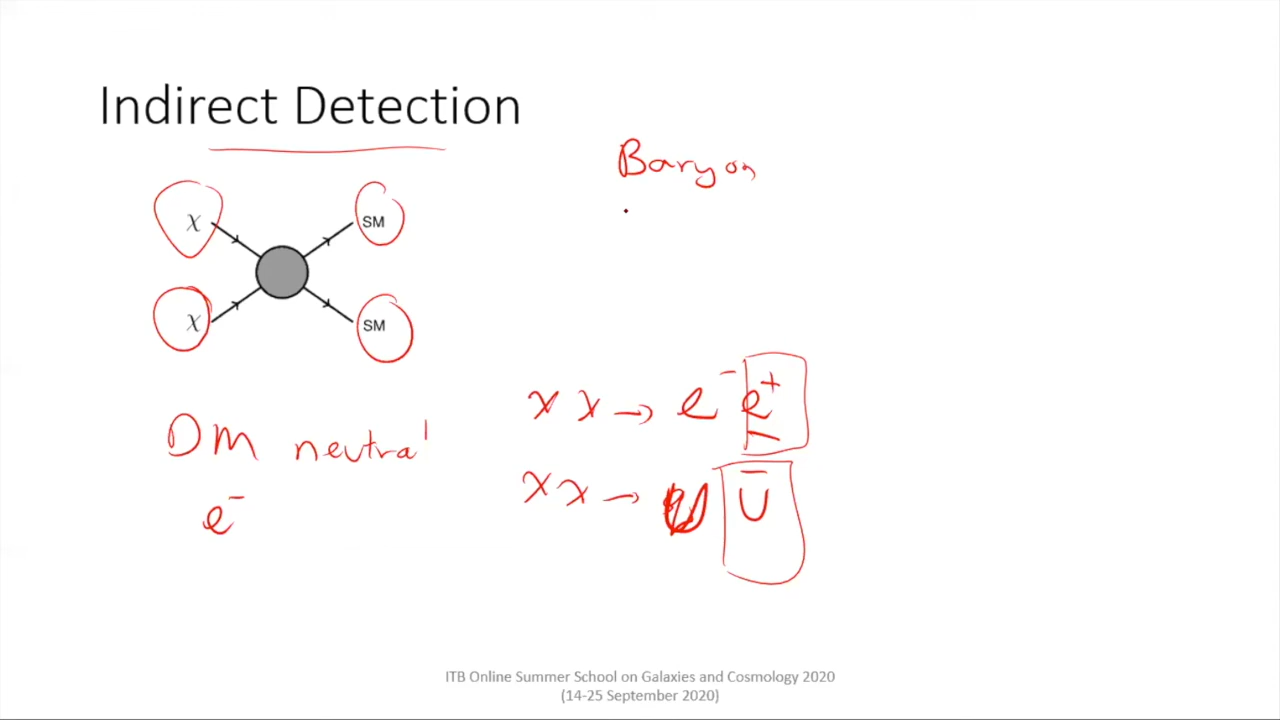 Indirect Detection
Baryon
χ SM
χ SM
χ χ → e⁻ e⁺
DM neutral
χ χ → U Ū
e⁻
ITB Online Summer School on Galaxies and Cosmology 2020
(14-25 September 2020)